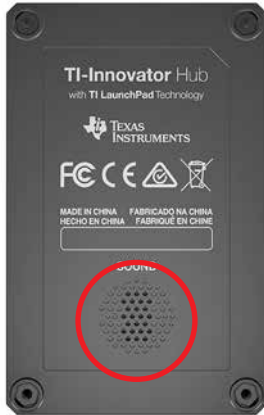 TI-Innovator Hub
with TI LaunchPad Technology
TEXAS
INSTRUMENTS
FC CE
MADE IN CHINA FABRICADO NA CHINA
HECHO EN CHINA FABRIQUÉ EN CHINE
SOUND